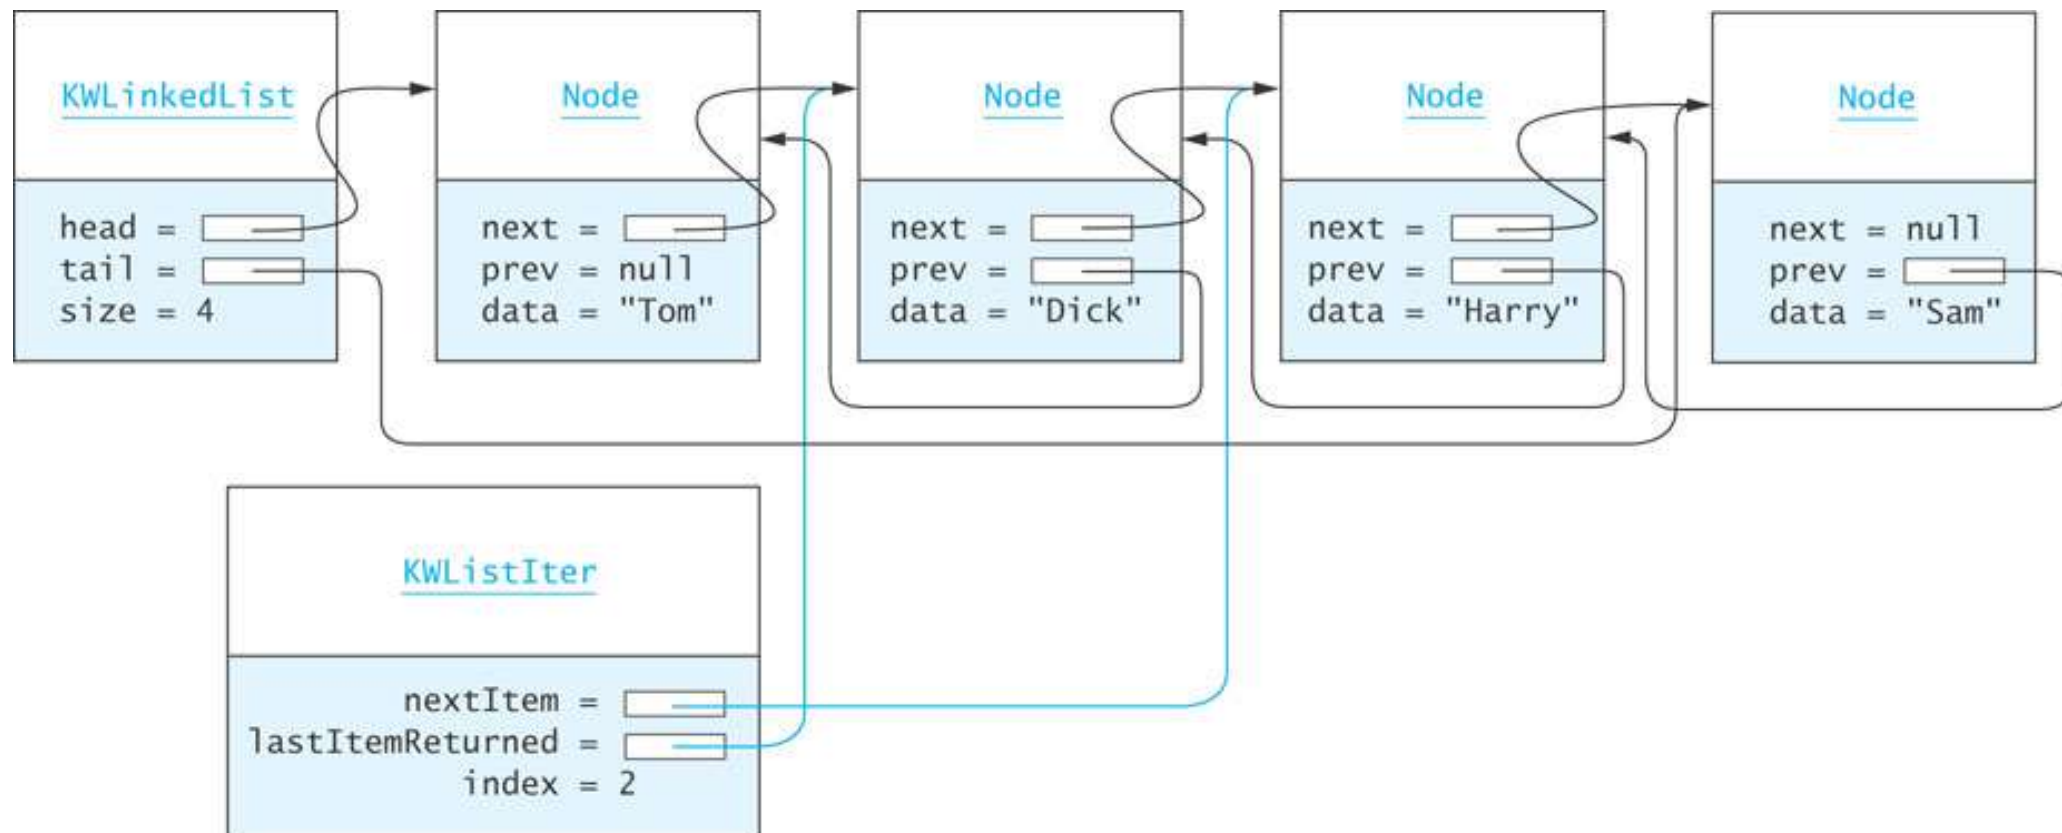 KWLinkedList
head =
tail =
size = 4
Node
next =
prev = null
data = "Tom"
Node
next =
prev =
data = "Dick"
Node
next =
prev =
data = "Harry"
Node
next = null
prev =
data = "Sam"
KWListIter
nextItem =
lastItemReturned =
index = 2